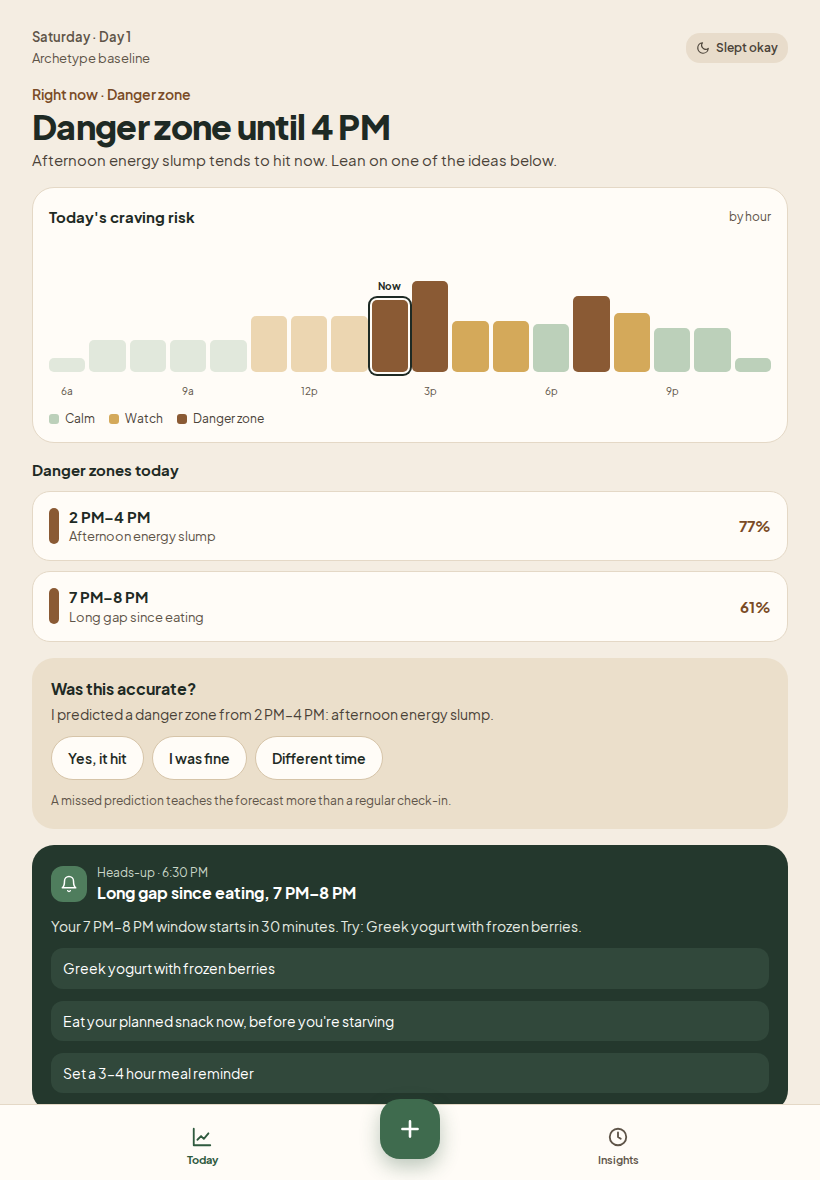 Saturday · Day 1
Archetype baseline
Slept okay
Right now · Danger zone
Danger zone until 4 PM
Afternoon energy slump tends to hit now. Lean on one of the ideas below.
Today's craving risk
by hour
Now
6a 9a 12p 3p 6p 9p
Calm Watch Danger zone
Danger zones today
2 PM–4 PM
Afternoon energy slump
77%
7 PM–8 PM
Long gap since eating
61%
Was this accurate?
I predicted a danger zone from 2 PM–4 PM: afternoon energy slump.
Yes, it hit I was fine Different time
A missed prediction teaches the forecast more than a regular check-in.
Heads-up · 6:30 PM
Long gap since eating, 7 PM–8 PM
Your 7 PM–8 PM window starts in 30 minutes. Try: Greek yogurt with frozen berries.
Greek yogurt with frozen berries
Eat your planned snack now, before you're starving
Set a 3–4 hour meal reminder
Today Insights